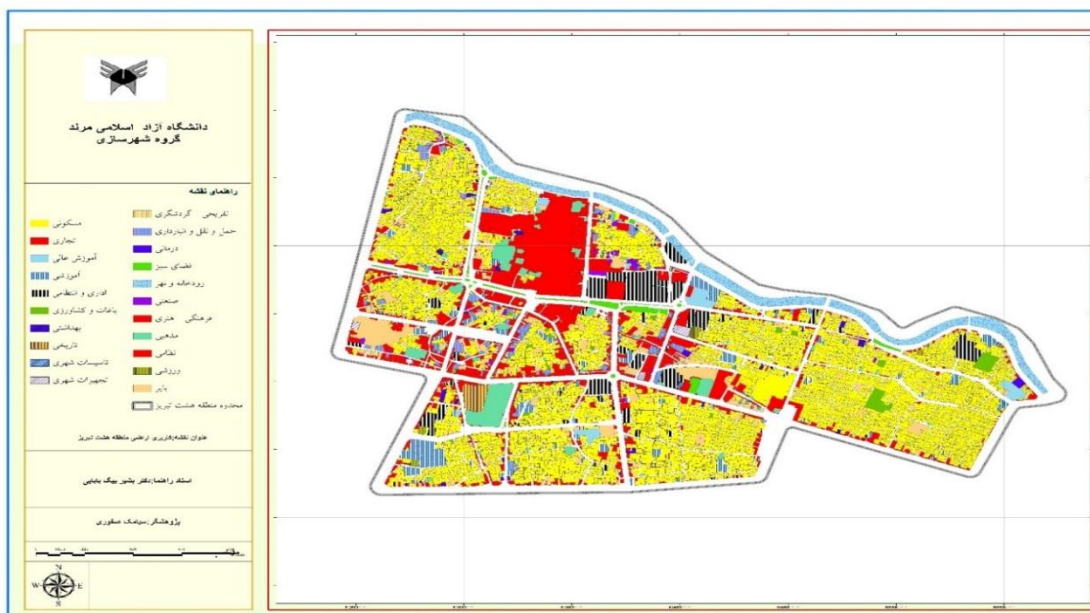 دانشگاه آزاد اسلامی مرند
گروه شهرسازی
راهنمای نقشه
مسکونی
تجاری
آموزش عالی
آموزشی
اداری و انتظامی
باغات و کشاورزی
بهداشتی
تاریخی
تاسیسات شهری
تجهیزات شهری
تفریحی گردشگری
حمل و نقل و انبارداری
درمانی
فضای سبز
رودخانه و نهر
صنعتی
فرهنگی هنری
مذهبی
نظامی
ورزشی
بایر
محدوده منطقه هشت تبریز
عنوان نقشه:کاربری اراضی منطقه هشت تبریز
استاد راهنما:دکتر بشیر بیگ بابایی
پژوهشگر:سیامک صفوری
N
W E
S